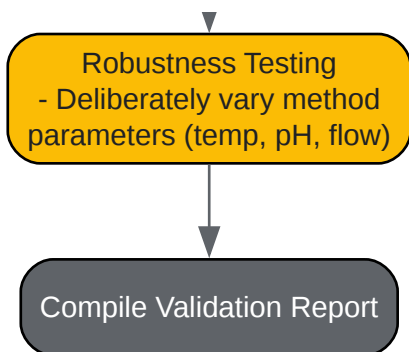 Robustness Testing
- Deliberately vary method
parameters (temp, pH, flow)
Compile Validation Report